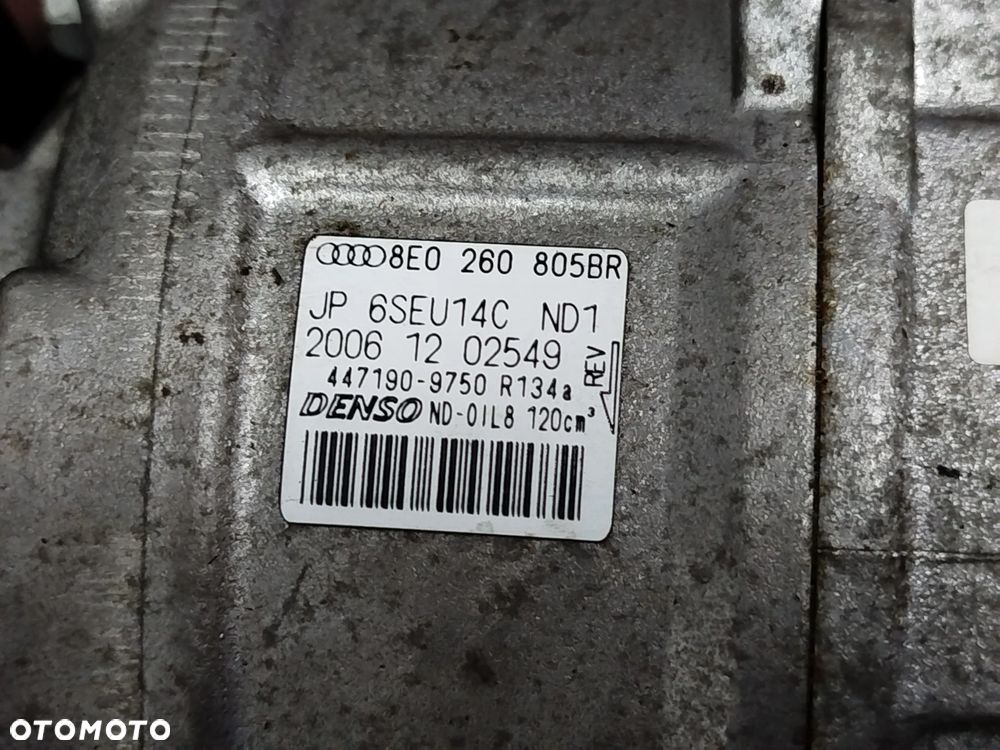 8E0 260 805BR
JP 6SEU14C ND1
2006 12 02549
REV
447190-9750 R134a
DENSO ND-OIL8 120cm³
OTOMOTO